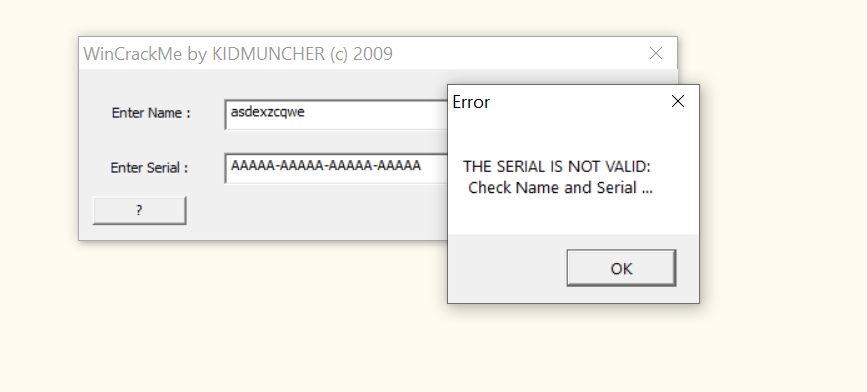 WinCrackMe by KIDMUNCHER (c) 2009
Error
Enter Name :
asdexzcqwe
THE SERIAL IS NOT VALID:
Check Name and Serial ...
Enter Serial :
AAAAA-AAAAA-AAAAA-AAAAA
?
OK